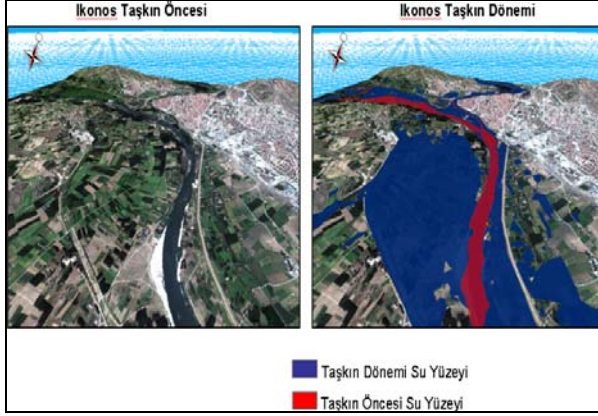 Ikonos Taşkın Öncesi
Ikonos Taşkın Dönemi
Taşkın Dönemi Su Yüzeyi
Taşkın Öncesi Su Yüzeyi